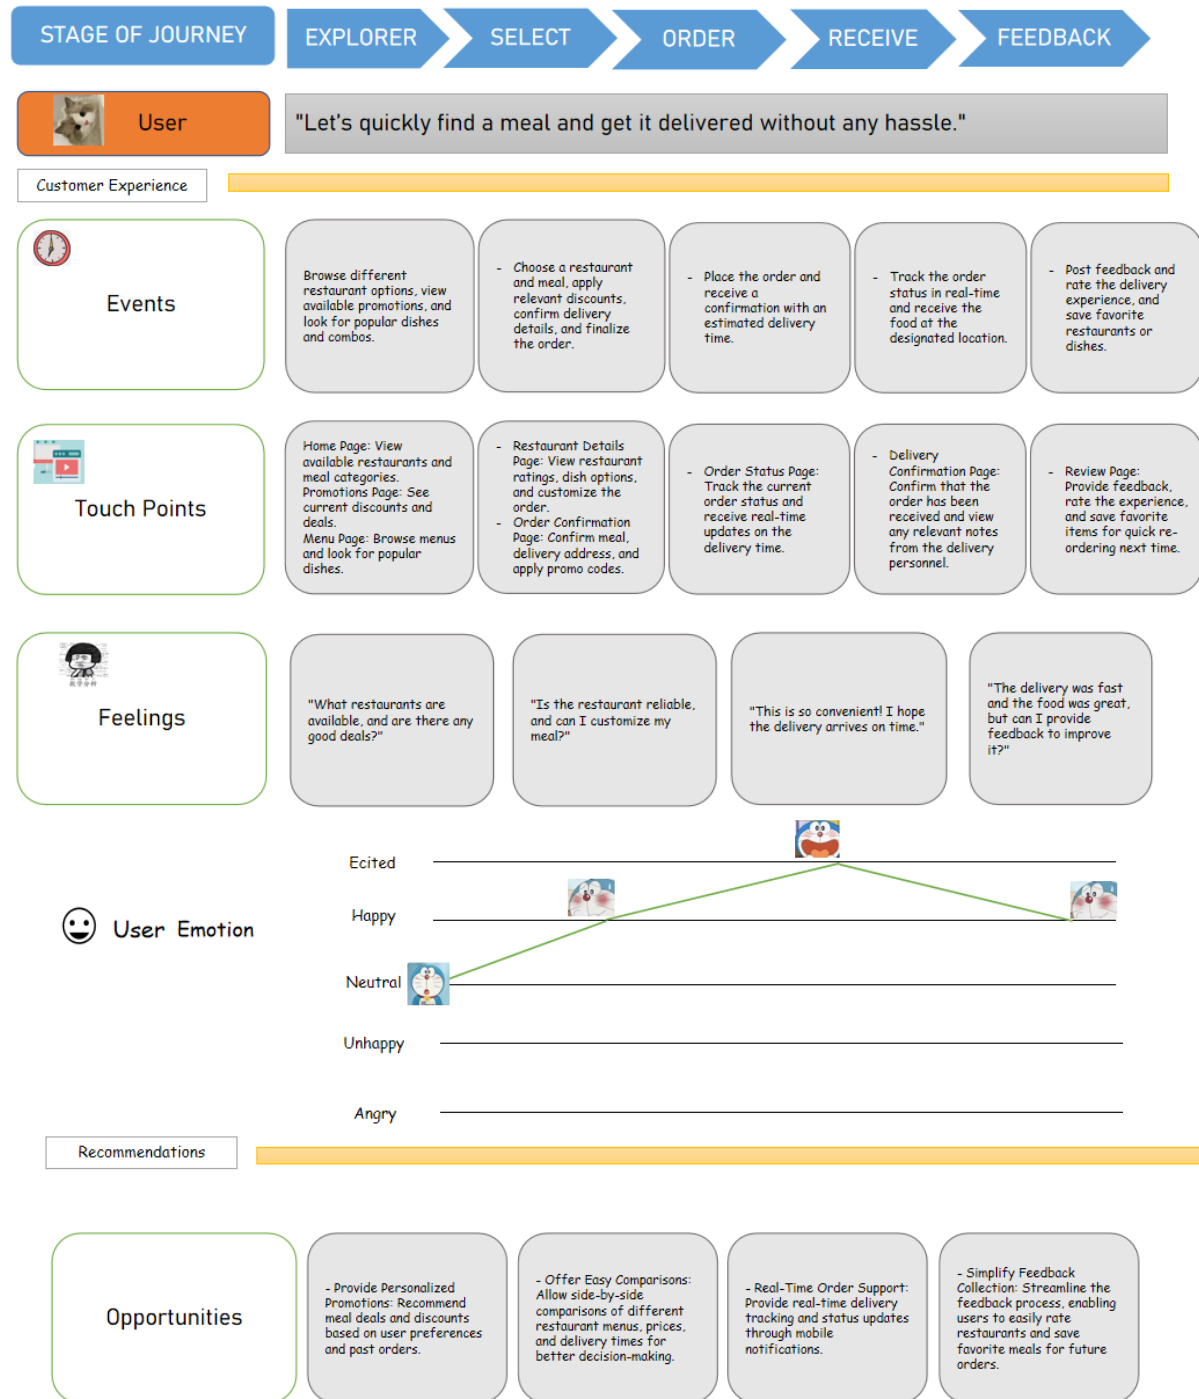 STAGE OF JOURNEY
EXPLORER
SELECT
ORDER
RECEIVE
FEEDBACK
User
"Let's quickly find a meal and get it delivered without any hassle."
Customer Experience
Events
Browse different
restaurant options, view
available promotions, and
look for popular dishes
and combos.
- Choose a restaurant
and meal, apply
relevant discounts,
confirm delivery
details, and finalize
the order.
- Place the order and
receive a
confirmation with an
estimated delivery
time.
- Track the order
status in real-time
and receive the
food at the
designated location.
- Post feedback and
rate the delivery
experience, and
save favorite
restaurants or
dishes.
Touch Points
Home Page: View
available restaurants and
meal categories.
Promotions Page: See
current discounts and
deals.
Menu Page: Browse menus
and look for popular
dishes.
- Restaurant Details
Page: View restaurant
ratings, dish options,
and customize the
order.
- Order Confirmation
Page: Confirm meal,
delivery address, and
apply promo codes.
- Order Status Page:
Track the current
order status and
receive real-time
updates on the
delivery time.
- Delivery
Confirmation Page:
Confirm that the
order has been
received and view
any relevant notes
from the delivery
personnel.
- Review Page:
Provide feedback,
rate the experience,
and save favorite
items for quick re-
ordering next time.
Feelings
"What restaurants are
available, and are there any
good deals?"
"Is the restaurant reliable,
and can I customize my
meal?"
"This is so convenient! I hope
the delivery arrives on time."
"The delivery was fast
and the food was great,
but can I provide
feedback to improve
it?"
User Emotion
Ecited
Happy
Neutral
Unhappy
Angry
Recommendations
Opportunities
- Provide Personalized
Promotions: Recommend
meal deals and discounts
based on user preferences
and past orders.
- Offer Easy Comparisons:
Allow side-by-side
comparisons of different
restaurant menus, prices,
and delivery times for
better decision-making.
- Real-Time Order Support:
Provide real-time delivery
tracking and status updates
through mobile
notifications.
- Simplify Feedback
Collection: Streamline the
feedback process, enabling
users to easily rate
restaurants and save
favorite meals for future
orders.